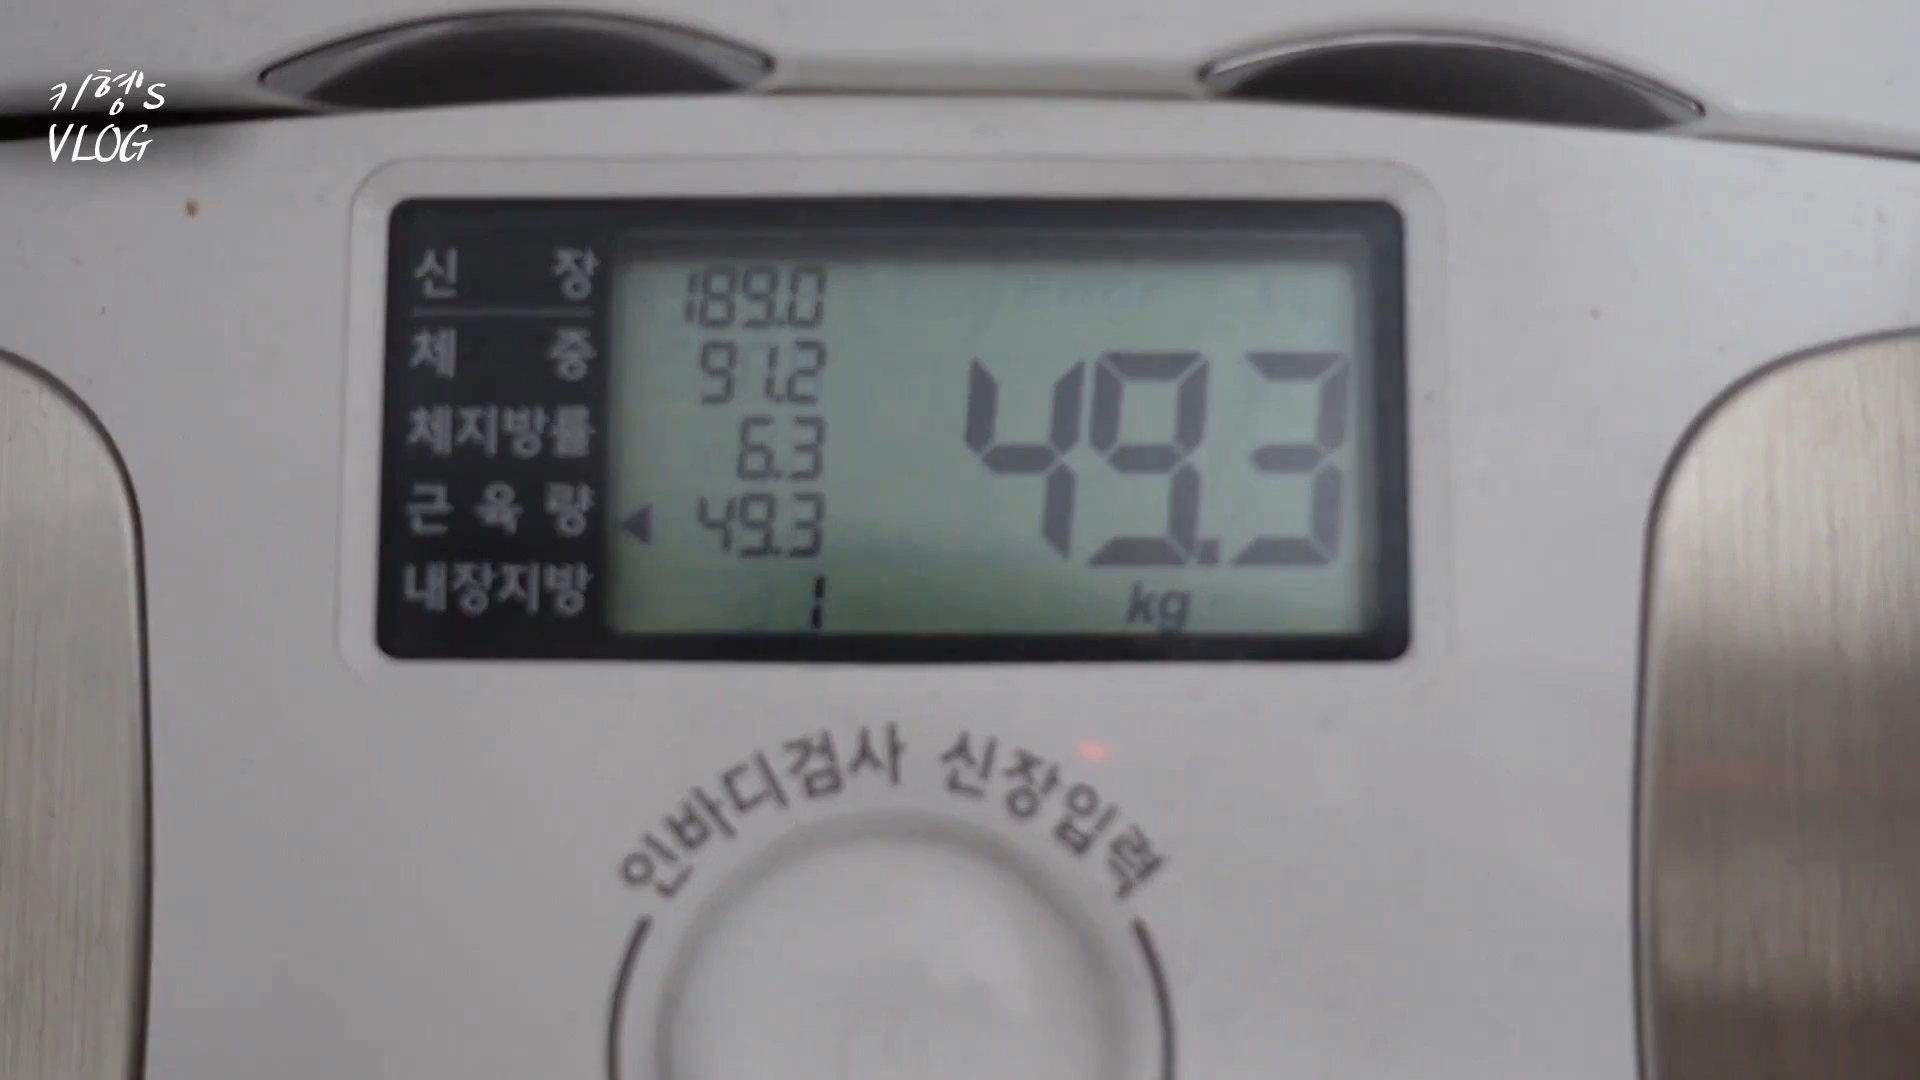 키형's
VLOG
신 장 189.0
체 중 91.2
체지방률 6.3
근 육 량 ◀ 49.3
내장지방 1
49.3
kg
인바디검사 신장입력